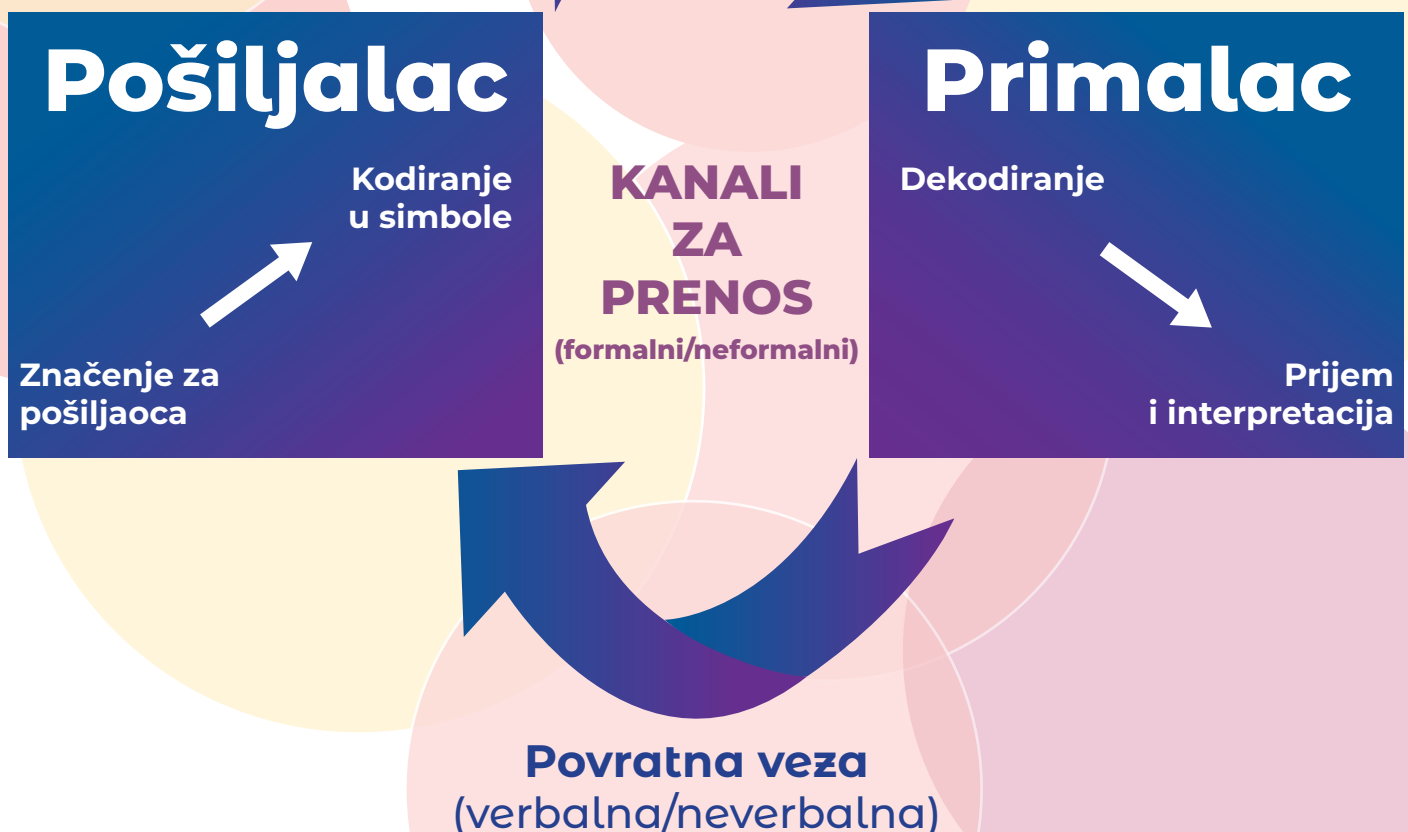 Pošiljalac
Kodiranje
u simbole
Značenje za
pošiljaoca
KANALI
ZA
PRENOS
(formalni/neformalni)
Primalac
Dekodiranje
Prijem
i interpretacija
Povratna veza
(verbalna/neverbalna)